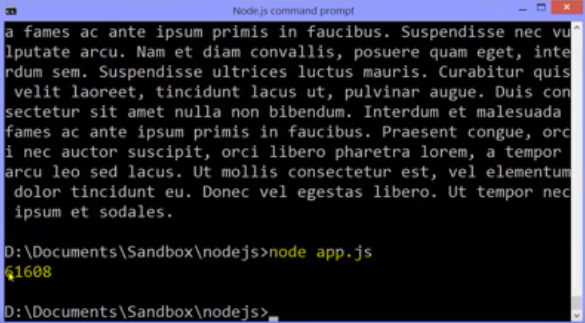 Node.js command prompt
a fames ac ante ipsum primis in faucibus. Suspendisse nec vu
lputate arcu. Nam et diam convallis, posuere quam eget, inte
rdum sem. Suspendisse ultrices luctus mauris. Curabitur quis
velit laoreet, tincidunt lacus ut, pulvinar augue. Duis con
sectetur sit amet nulla non bibendum. Interdum et malesuada
fames ac ante ipsum primis in faucibus. Praesent congue, orc
i nec auctor suscipit, orci libero pharetra lorem, a tempor
arcu leo sed lacus. Ut mollis consectetur est, vel elementum
dolor tincidunt eu. Donec vel egestas libero. Ut tempor nec
ipsum et sodales.
D:\Documents\Sandbox\nodejs>node app.js
61608
D:\Documents\Sandbox\nodejs>_